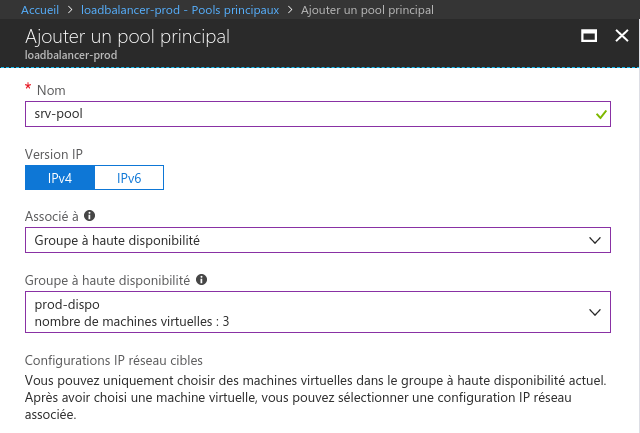 Accueil > loadbalancer-prod - Pools principaux > Ajouter un pool principal
Ajouter un pool principal
loadbalancer-prod
* Nom
srv-pool
Version IP
IPv4 IPv6
Associé à
Groupe à haute disponibilité
Groupe à haute disponibilité
prod-dispo
nombre de machines virtuelles : 3
Configurations IP réseau cibles
Vous pouvez uniquement choisir des machines virtuelles dans le groupe à haute disponibilité actuel.
Après avoir choisi une machine virtuelle, vous pouvez sélectionner une configuration IP réseau
associée.